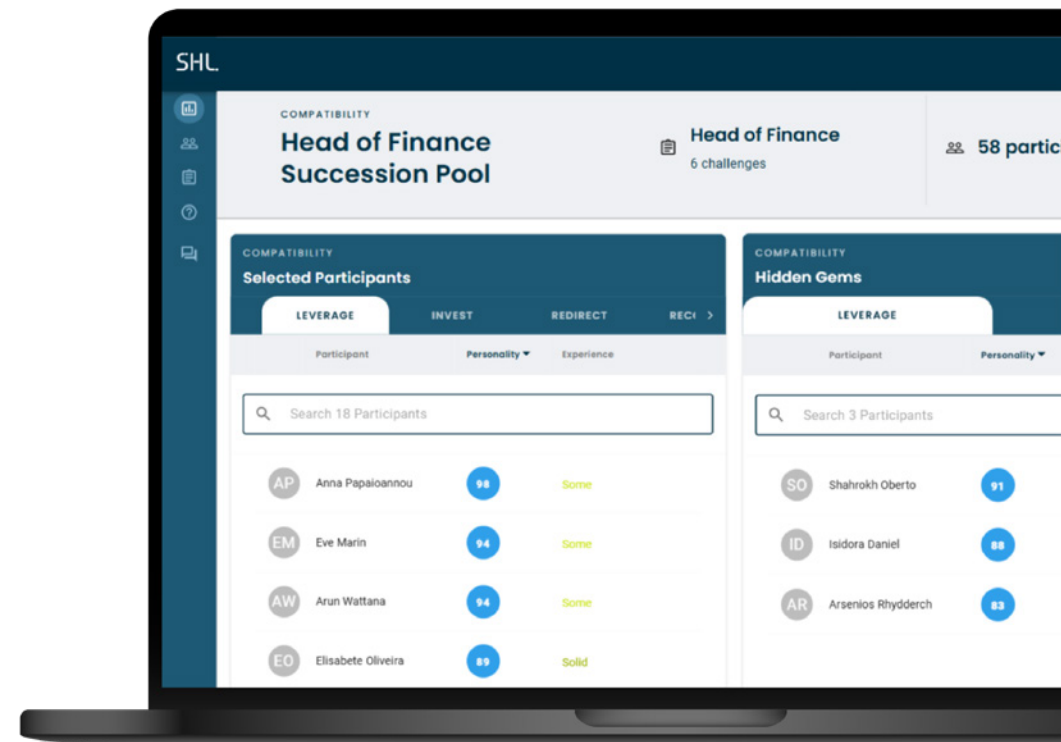 SHL.
COMPATIBILITY
Head of Finance
Succession Pool
Head of Finance
6 challenges
58 partic
COMPATIBILITY
Selected Participants
LEVERAGE INVEST REDIRECT RECO
Participant Personality Experience
Search 18 Participants
AP Anna Papaioannou 98 Some
EM Eve Marin 94 Some
AW Arun Wattana 94 Some
EO Elisabete Oliveira 89 Solid
COMPATIBILITY
Hidden Gems
LEVERAGE
Participant Personality
Search 3 Participants
SO Shahrokh Oberto 91
ID Isidora Daniel 88
AR Arsenios Rhydderch 83